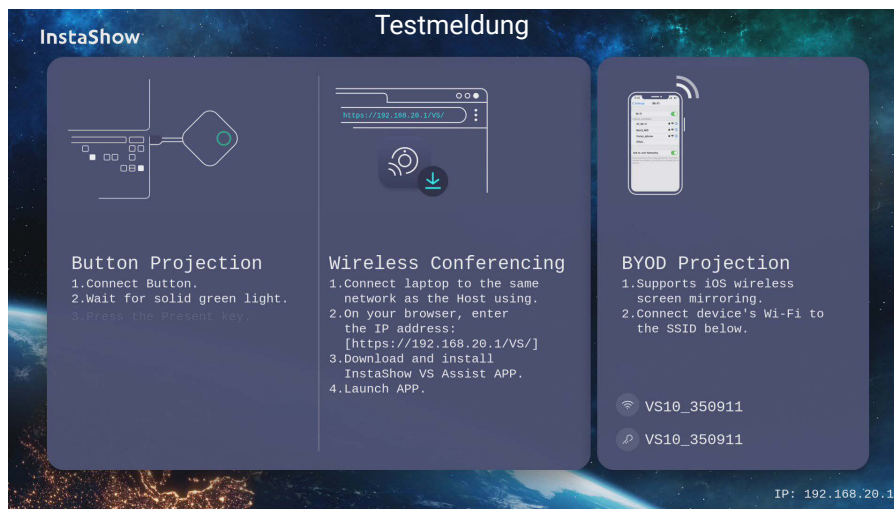 InstaShow
Testmeldung
https://192.168.20.1/VS/
Button Projection
1.Connect Button.
2.Wait for solid green light.
3.Press the Present key.
Wireless Conferencing
1.Connect laptop to the same
network as the Host using.
2.On your browser, enter
the IP address:
[https://192.168.20.1/VS/]
3.Download and install
InstaShow VS Assist APP.
4.Launch APP.
Wi-Fi
BYOD Projection
1.Supports iOS wireless
screen mirroring.
2.Connect device's Wi-Fi to
the SSID below.
VS10_350911
VS10_350911
IP: 192.168.20.1